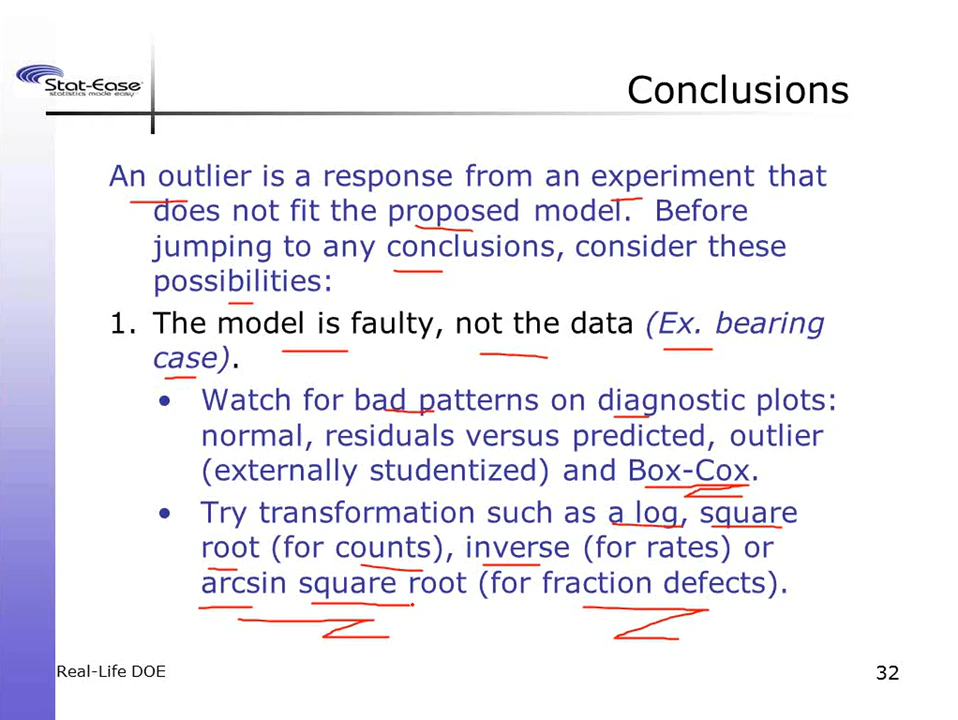 Stat-Ease®
statistics made easy
Conclusions
An outlier is a response from an experiment that
does not fit the proposed model. Before
jumping to any conclusions, consider these
possibilities:
1. The model is faulty, not the data (Ex. bearing
case).
• Watch for bad patterns on diagnostic plots:
normal, residuals versus predicted, outlier
(externally studentized) and Box-Cox.
• Try transformation such as a log, square
root (for counts), inverse (for rates) or
arcsin square root (for fraction defects).
Real-Life DOE
32